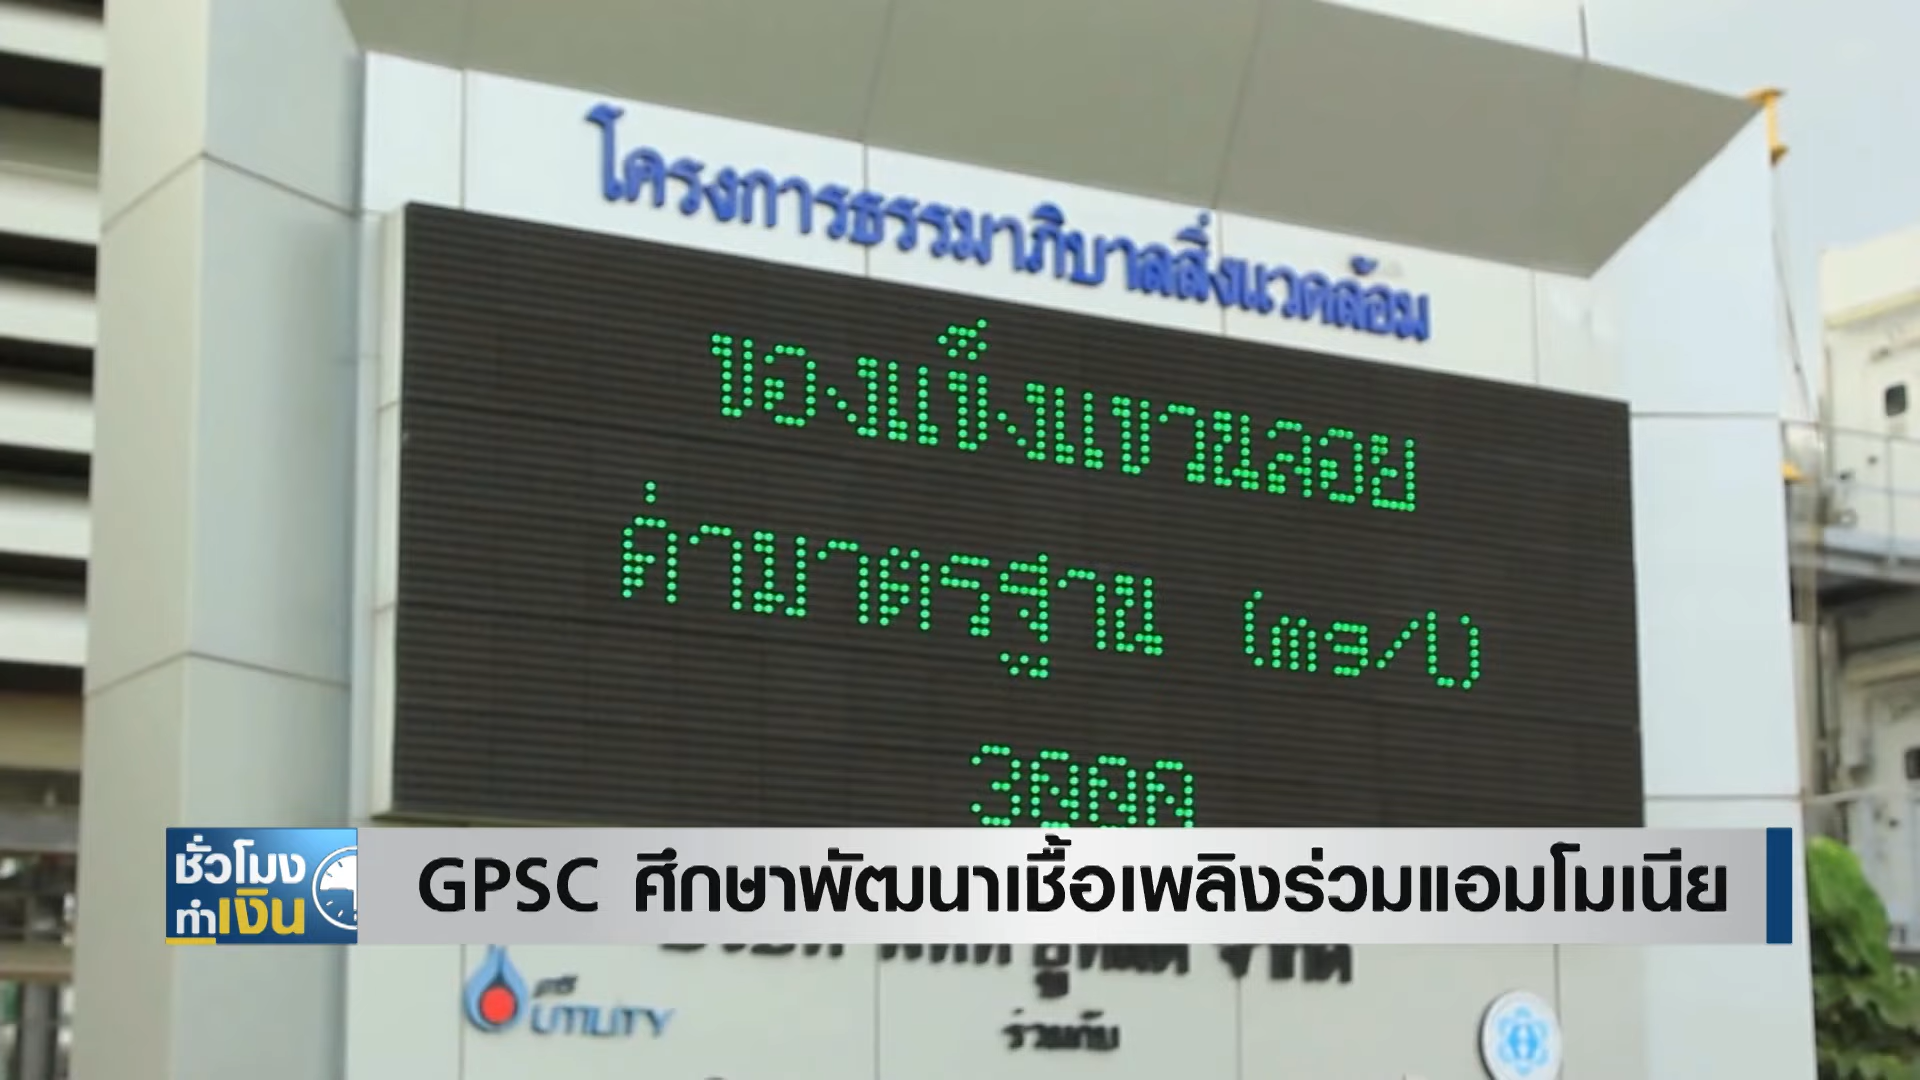 โครงการธรรมาภิบาลสิ่งแวดล้อม
ของแข็งแขวนลอย
ค่ามาตรฐาน (mg/l)
3000
ชั่วโมง
ทำเงิน
GPSC ศึกษาพัฒนาเชื้อเพลิงร่วมแอมโมเนีย
จำกัด
UTILITY
ร่วมกับ